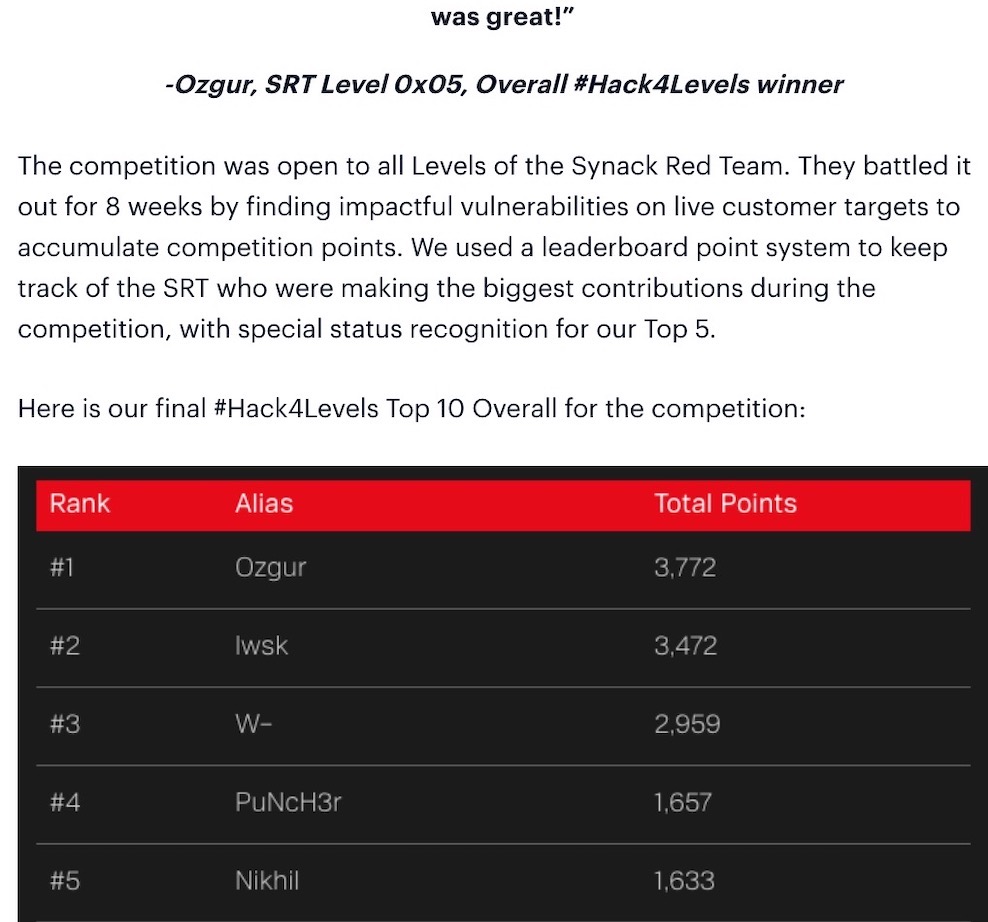 was great!”
-Ozgur, SRT Level 0x05, Overall #Hack4Levels winner
The competition was open to all Levels of the Synack Red Team. They battled it
out for 8 weeks by finding impactful vulnerabilities on live customer targets to
accumulate competition points. We used a leaderboard point system to keep
track of the SRT who were making the biggest contributions during the
competition, with special status recognition for our Top 5.
Here is our final #Hack4Levels Top 10 Overall for the competition:
Rank Alias Total Points
#1 Ozgur 3,772
#2 lwsk 3,472
#3 W– 2,959
#4 PuNcH3r 1,657
#5 Nikhil 1,633